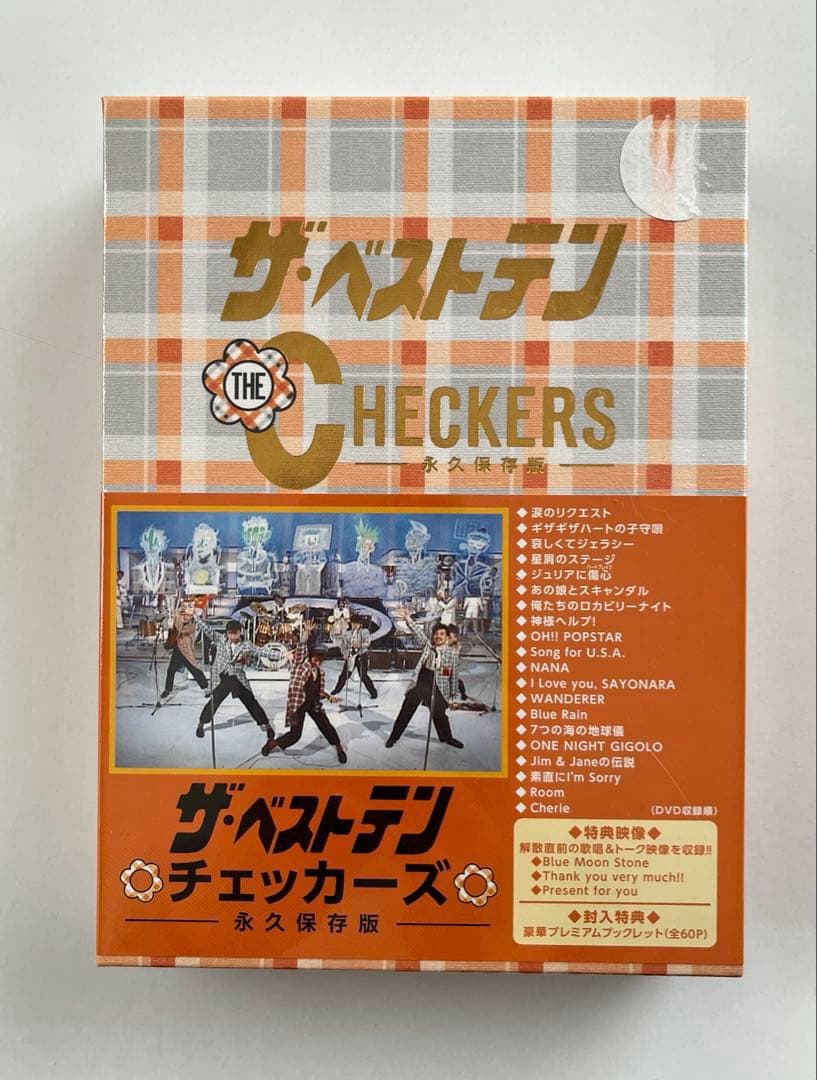 ザ・ベストテン
THE CHECKERS
永久保存版
◆涙のリクエスト
◆ギザギザハートの子守唄
◆哀しくてジェラシー
◆星屑のステージ
ハートブレイク
◆ジュリアに傷心
◆あの娘とスキャンダル
◆俺たちのロカビリーナイト
◆神様ヘルプ!
◆OH!! POPSTAR
◆Song for U.S.A.
◆NANA
◆I Love you, SAYONARA
◆WANDERER
◆Blue Rain
◆7つの海の地球儀
◆ONE NIGHT GIGOLO
◆Jim & Janeの伝説
◆素直にI'm Sorry
◆Room
◆Cherie (DVD収録順)
ザ・ベストテン
チェッカーズ
永久保存版
◆特典映像◆
解散直前の歌唱&トーク映像を収録!!
◆Blue Moon Stone
◆Thank you very much!!
◆Present for you
◆封入特典◆
豪華プレミアムブックレット(全60P)